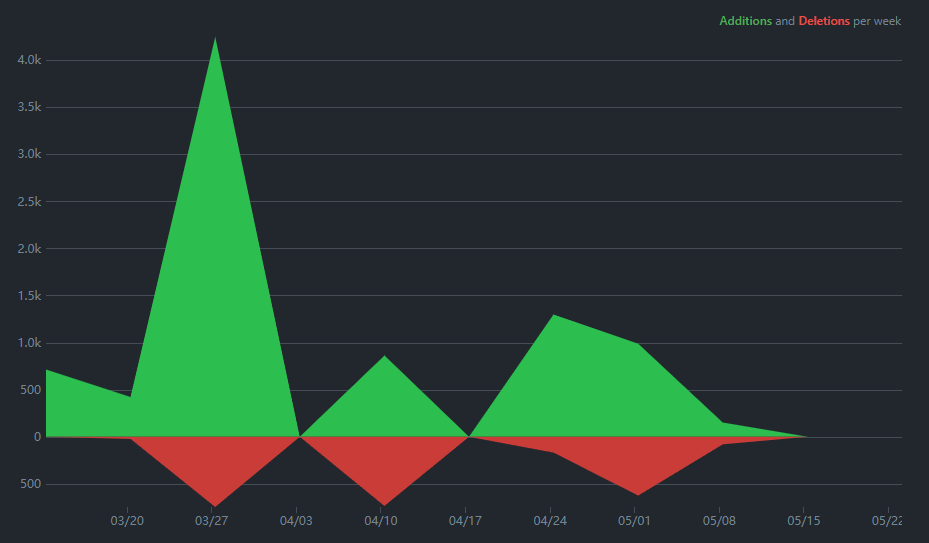 Additions and Deletions per week
4.0k
3.5k
3.0k
2.5k
2.0k
1.5k
1.0k
500
0
500
03/20 03/27 04/03 04/10 04/17 04/24 05/01 05/08 05/15 05/22